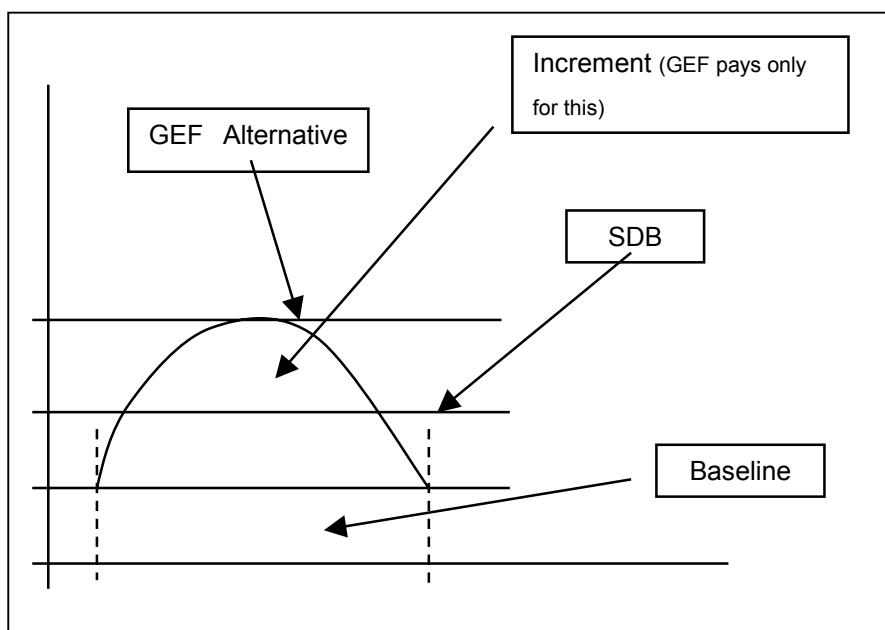 Increment (GEF pays only
for this)
GEF Alternative
SDB
Baseline